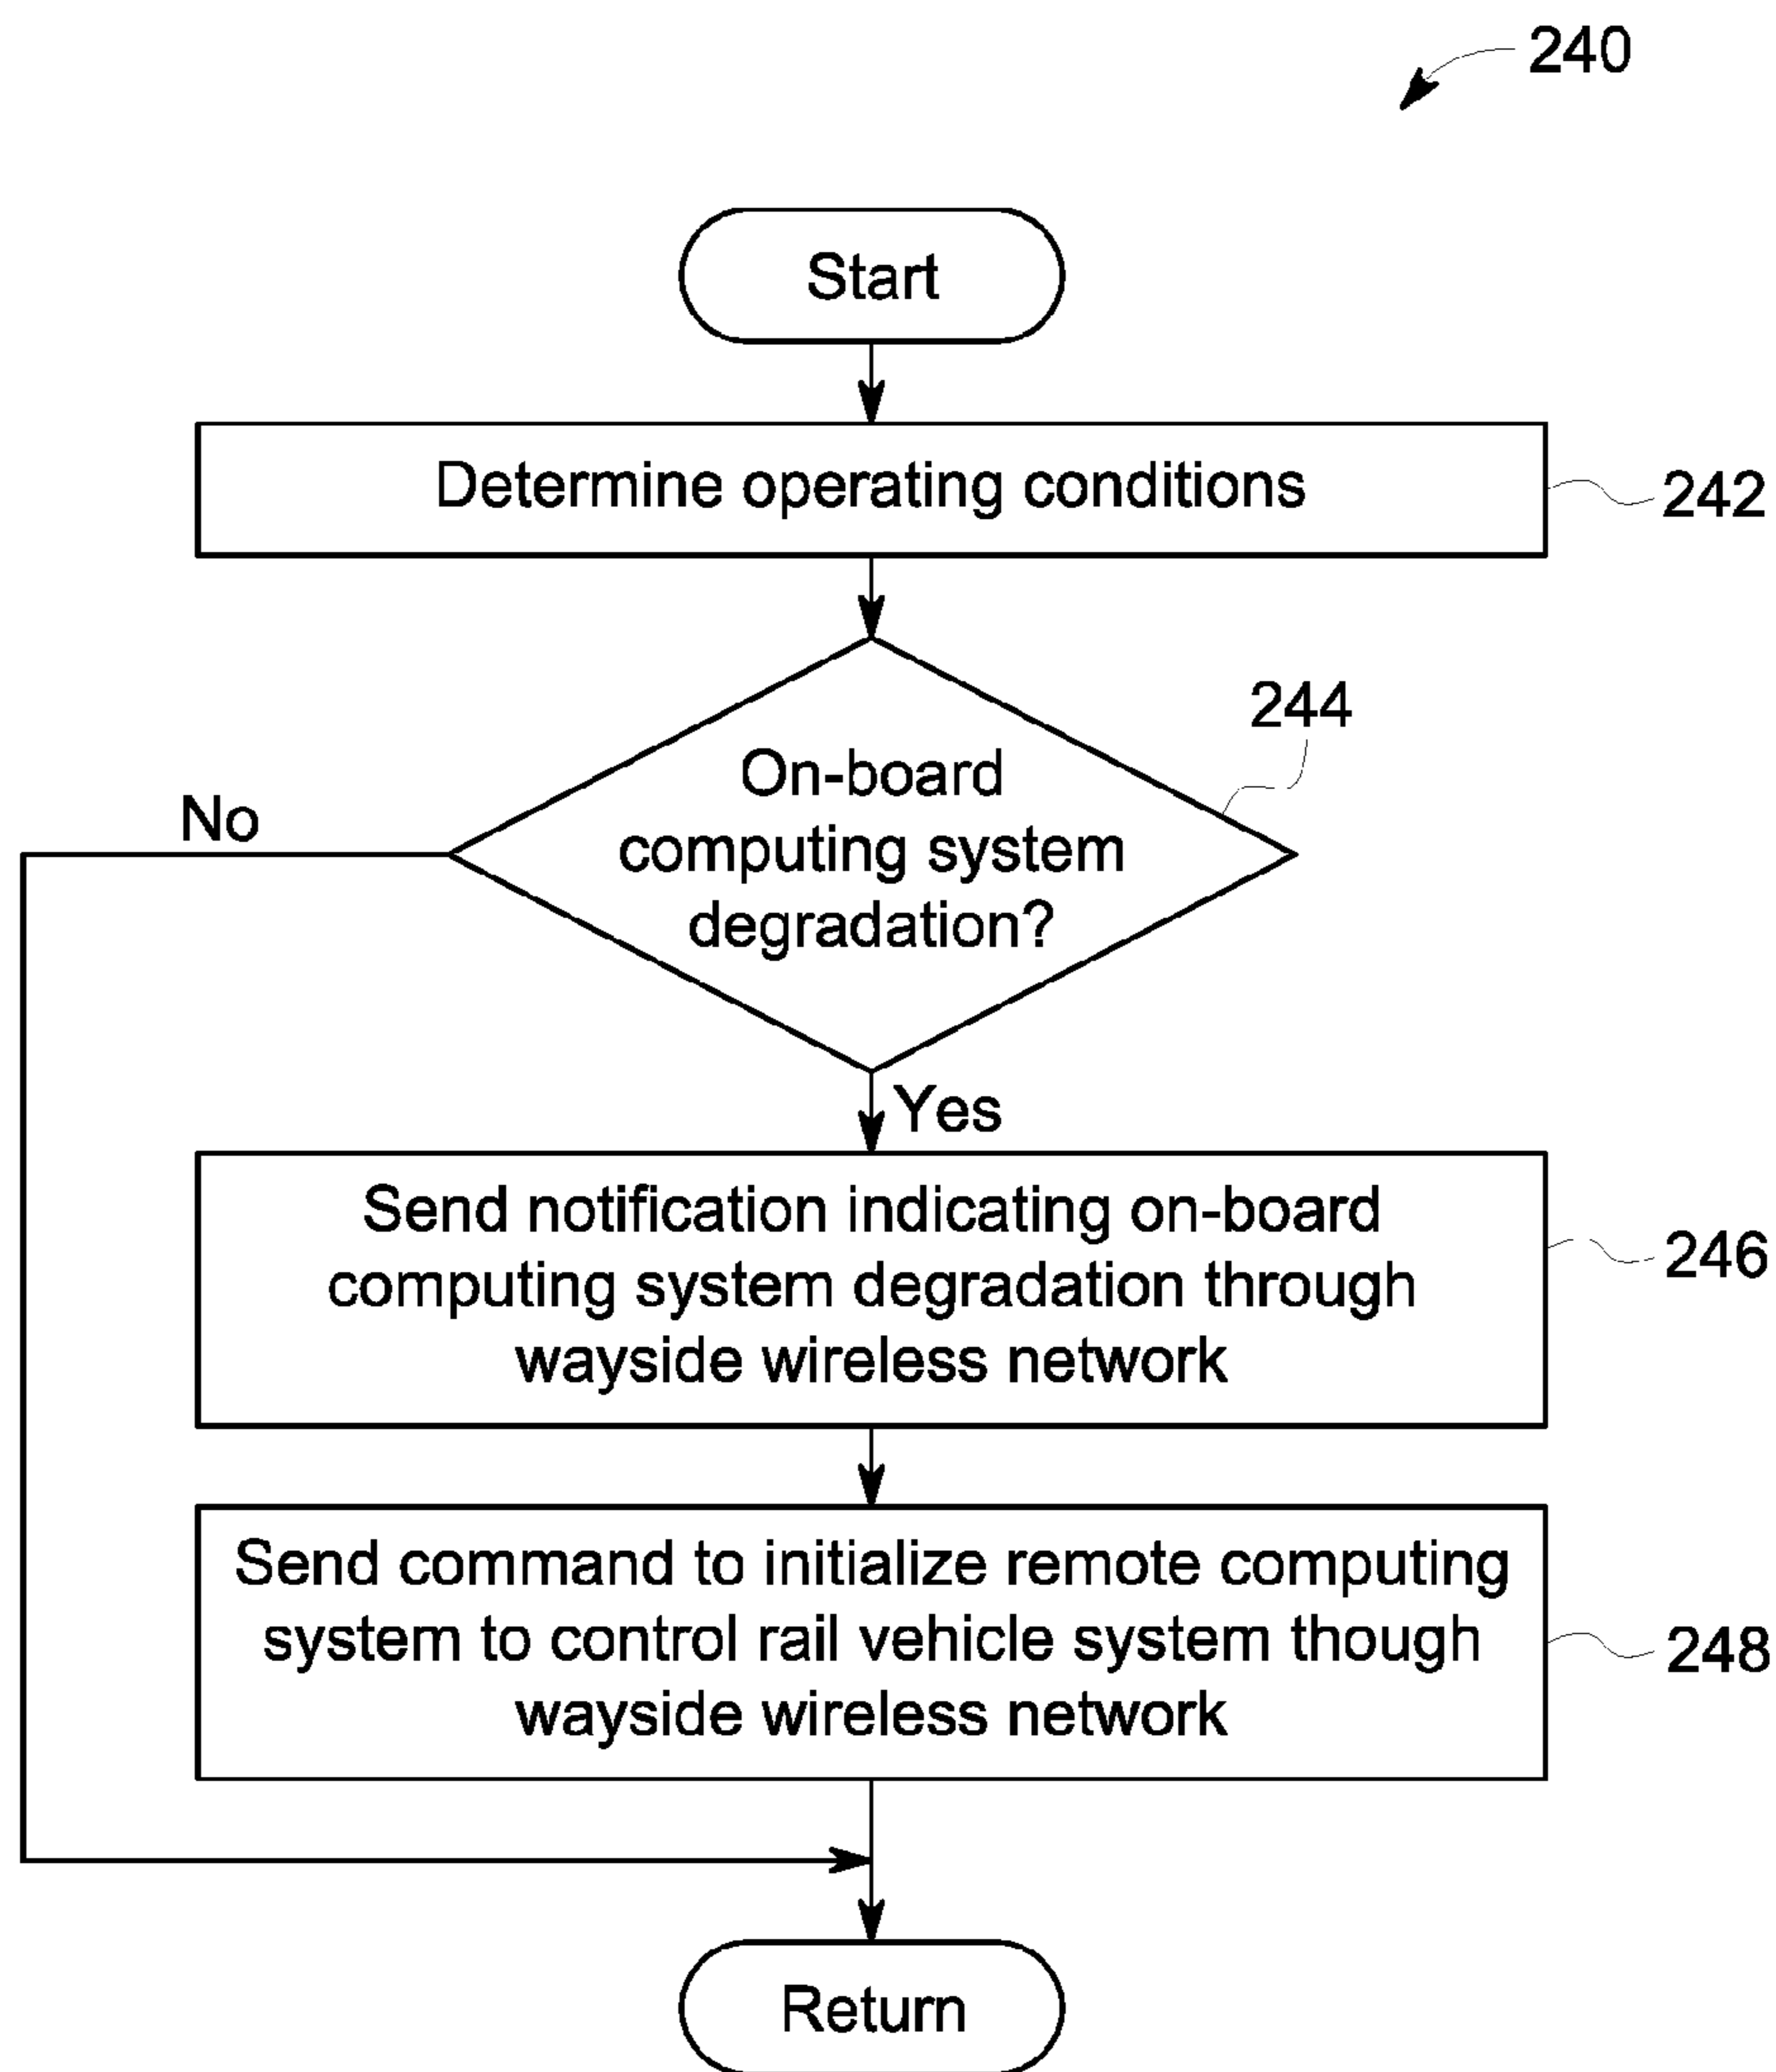 240
Start
Determine operating conditions
242
244
On-board
computing system
degradation?
No
Yes
Send notification indicating on-board
computing system degradation through
wayside wireless network
246
Send command to initialize remote computing
system to control rail vehicle system though
wayside wireless network
248
Return